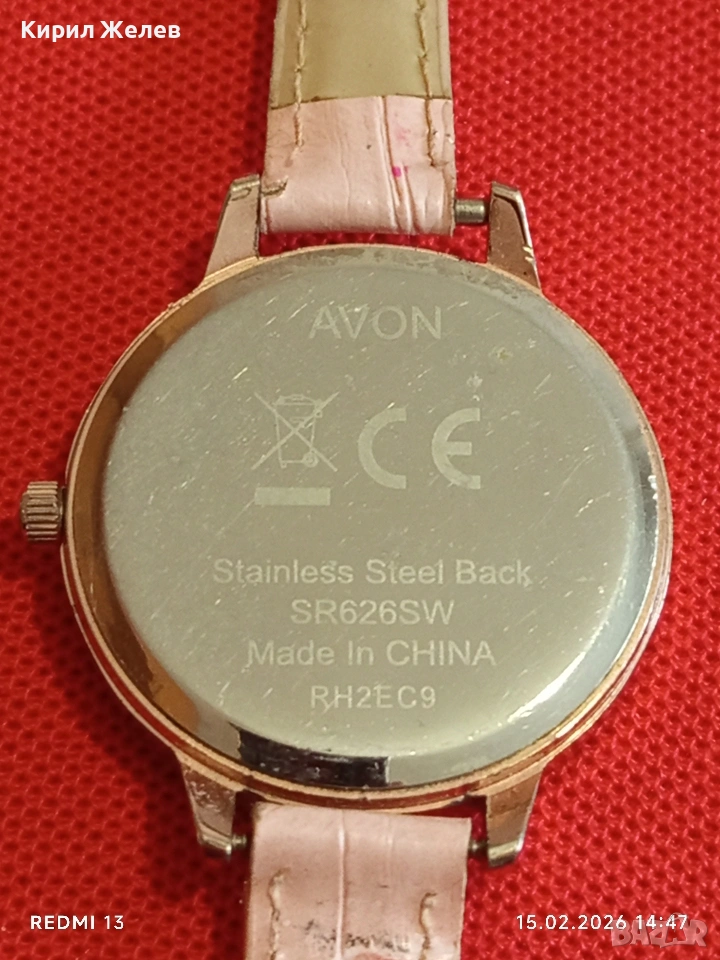 Кирил Желев
AVON
CE
Stainless Steel Back
SR626SW
Made In CHINA
RH2EC9
REDMI 13
15.02.2026 14:47
BAZAR